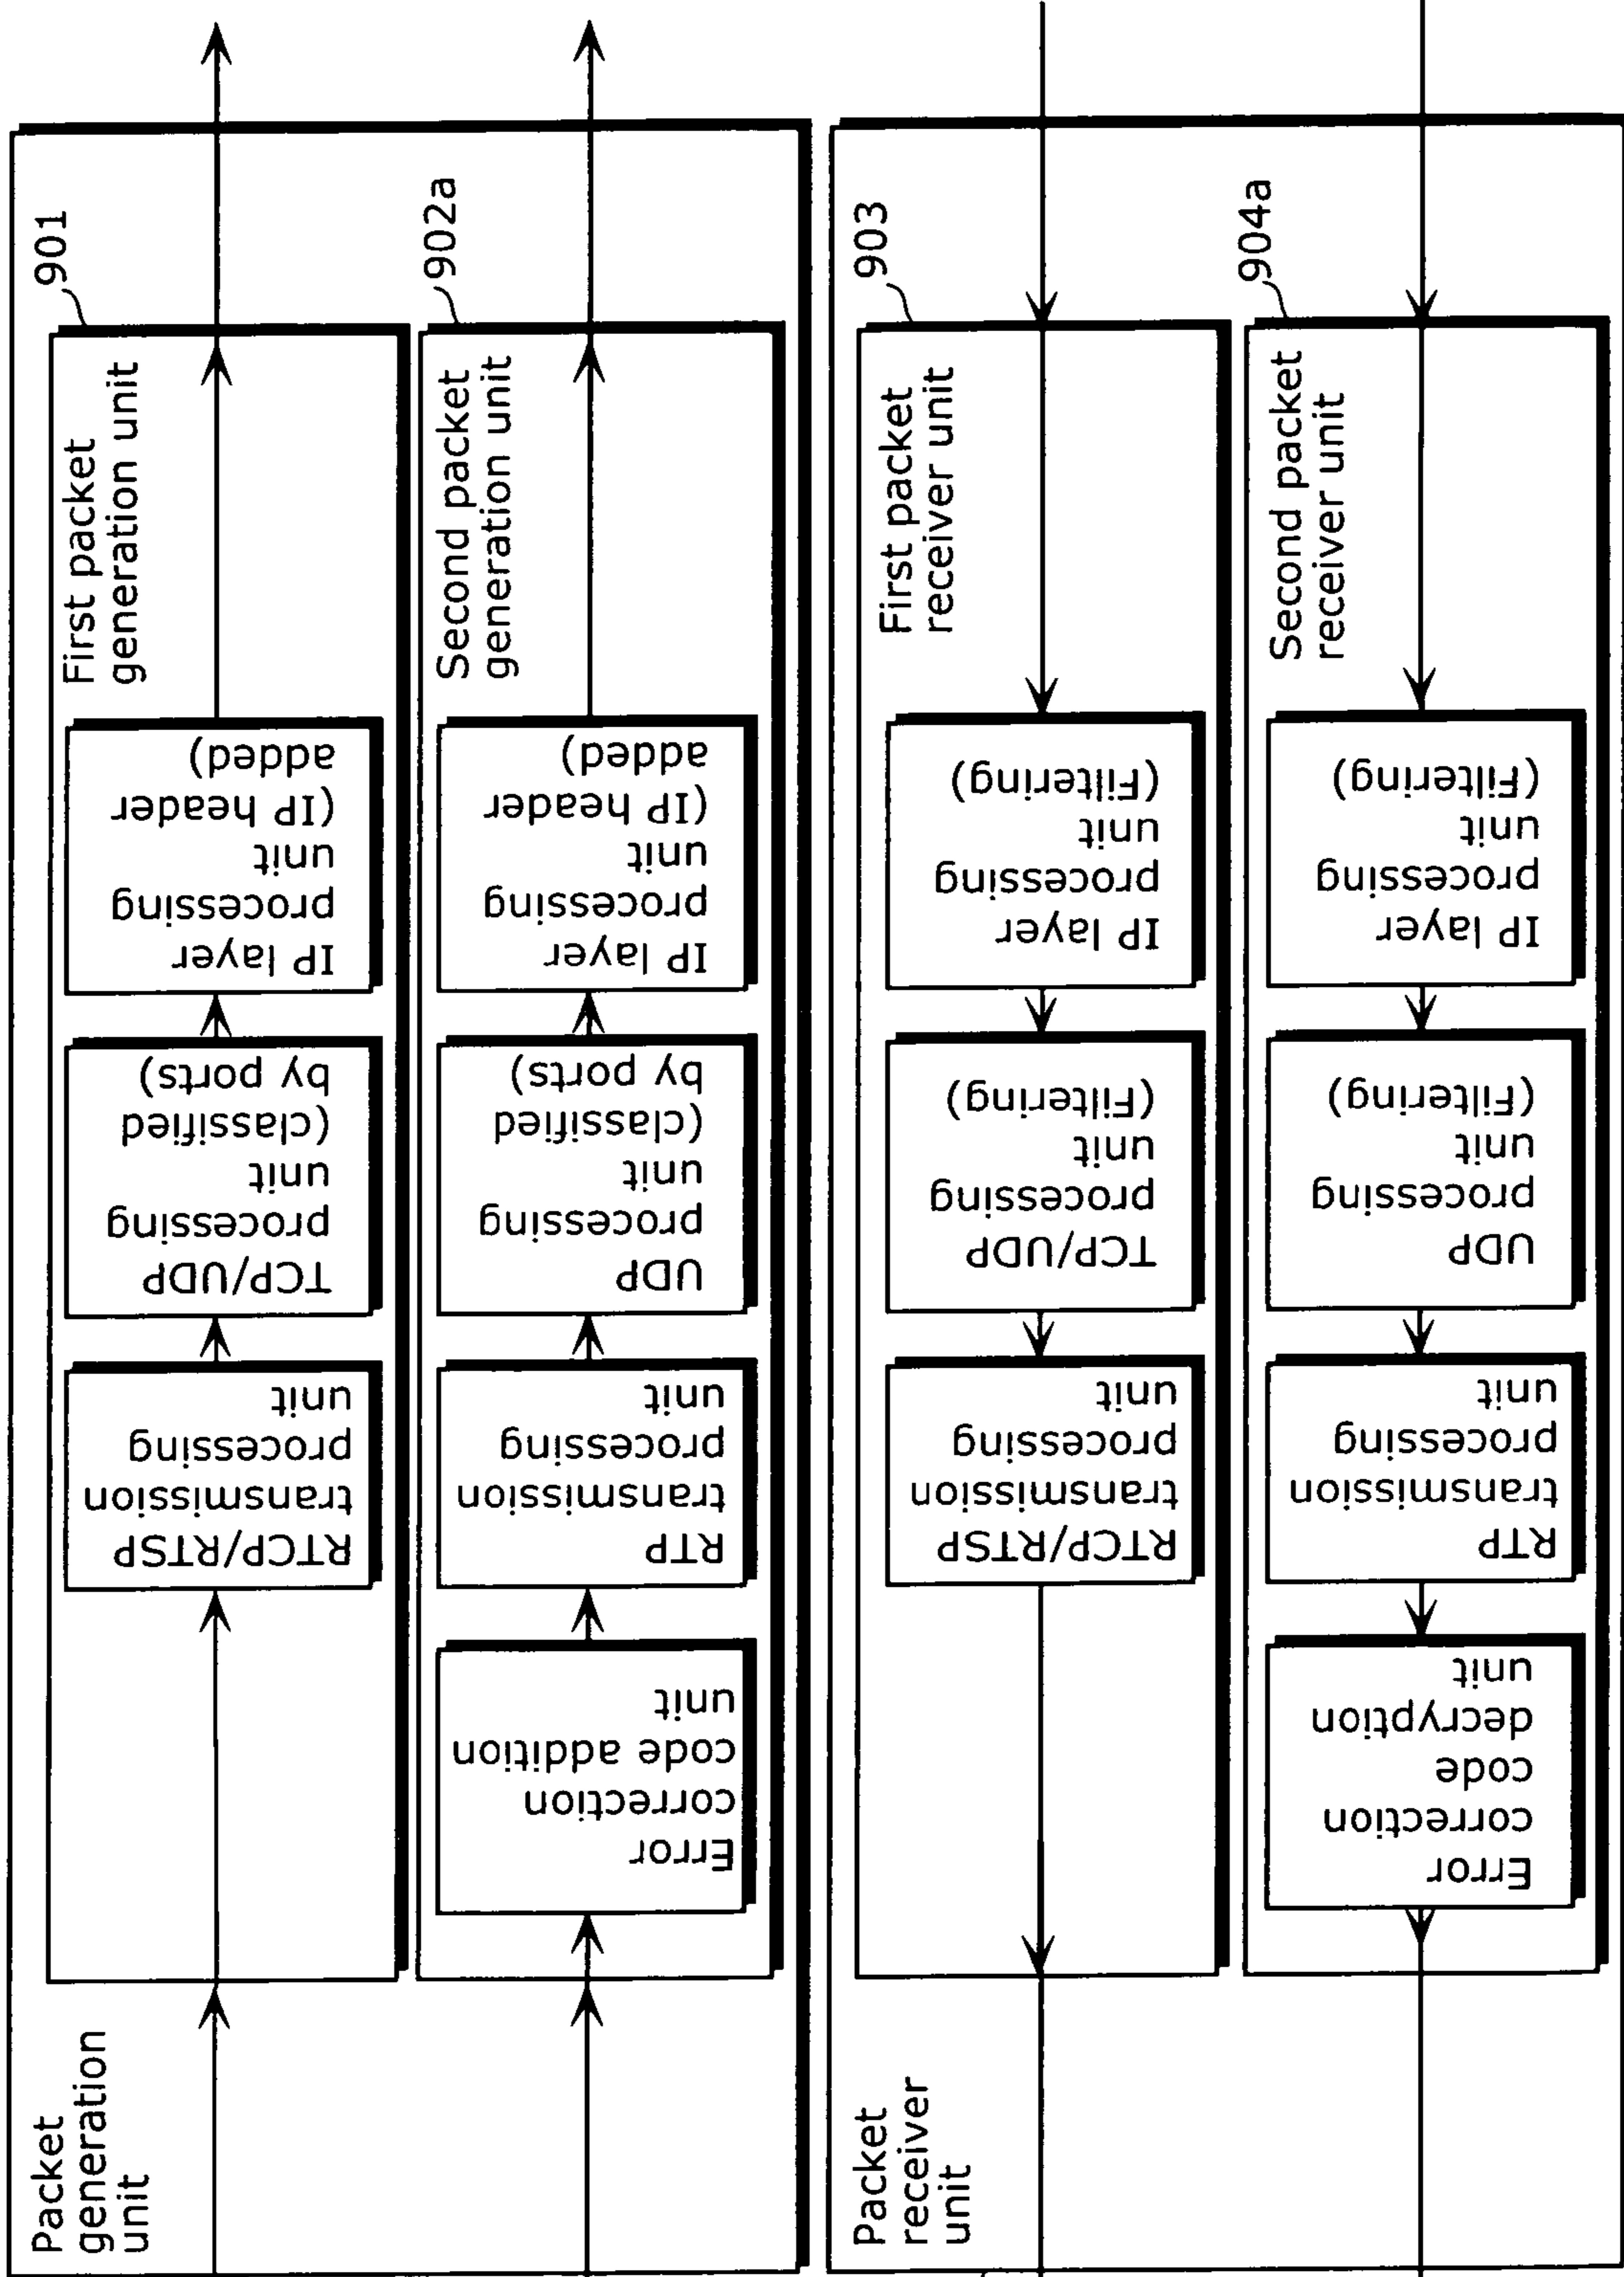 Packet
generation
unit
901
First packet
generation unit
RTCP/RTSP
transmission
processing
unit
TCP/UDP
processing
unit
(classified
by ports)
IP layer
processing
unit
(IP header
added)
902a
Second packet
generation unit
Error
correction
code addition
unit
RTP
transmission
processing
unit
UDP
processing
unit
(classified
by ports)
IP layer
processing
unit
(IP header
added)
Packet
receiver
unit
903
First packet
receiver unit
RTCP/RTSP
transmission
processing
unit
TCP/UDP
processing
unit
(Filtering)
IP layer
processing
unit
(Filtering)
904a
Second packet
receiver unit
Error
correction
code
decryption
unit
RTP
transmission
processing
unit
UDP
processing
unit
(Filtering)
IP layer
processing
unit
(Filtering)